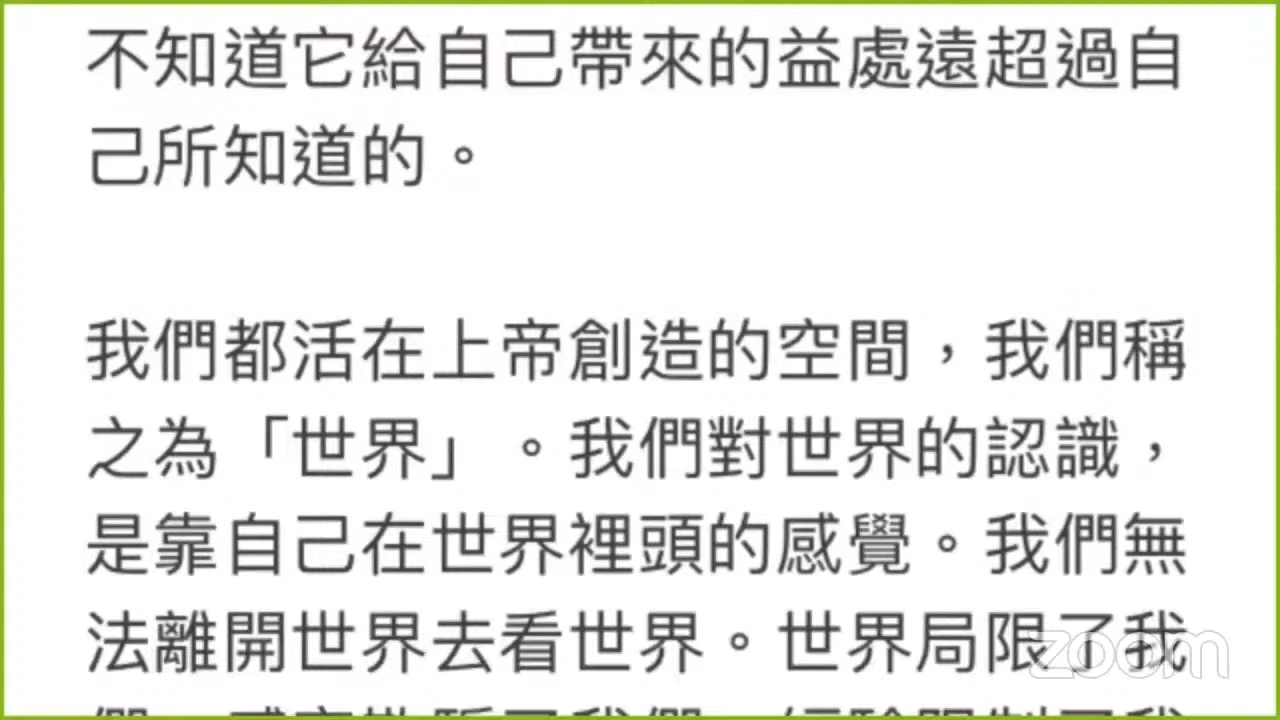 不知道它給自己帶來的益處遠超過自
己所知道的。
我們都活在上帝創造的空間，我們稱
之為「世界」。我們對世界的認識，
是靠自己在世界裡頭的感覺。我們無
法離開世界去看世界。世界局限了我
zoom